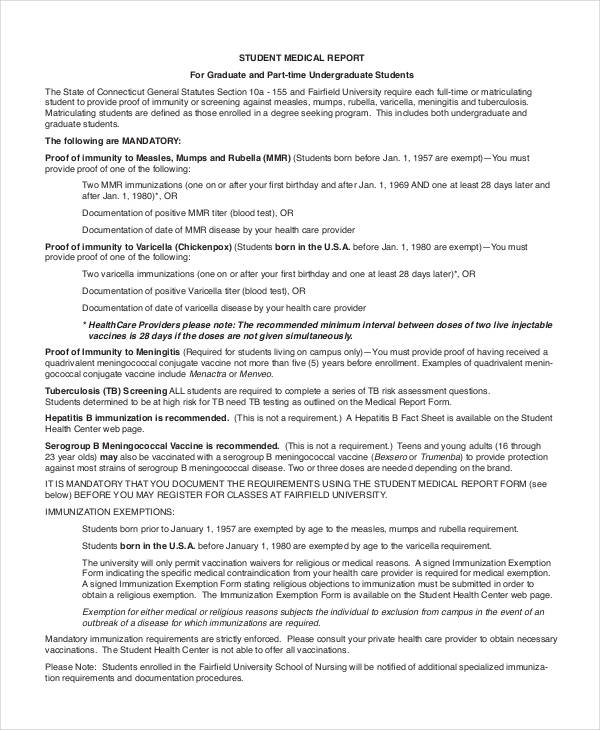 STUDENT MEDICAL REPORT
For Graduate and Part-time Undergraduate Students
The State of Connecticut General Statutes Section 10a - 155 and Fairfield University require each full-time or matriculating
student to provide proof of immunity or screening against measles, mumps, rubella, varicella, meningitis and tuberculosis.
Matriculating students are defined as those enrolled in a degree seeking program. This includes both undergraduate and
graduate students.
The following are MANDATORY:
Proof of immunity to Measles, Mumps and Rubella (MMR) (Students born before Jan. 1, 1957 are exempt)—You must
provide proof of one of the following:
Two MMR immunizations (one on or after your first birthday and after Jan. 1, 1969 AND one at least 28 days later and
after Jan. 1, 1980)*, OR
Documentation of positive MMR titer (blood test), OR
Documentation of date of MMR disease by your health care provider
Proof of immunity to Varicella (Chickenpox) (Students born in the U.S.A. before Jan. 1, 1980 are exempt)—You must
provide proof of one of the following:
Two varicella immunizations (one on or after your first birthday and one at least 28 days later)*, OR
Documentation of positive Varicella titer (blood test), OR
Documentation of date of varicella disease by your health care provider
* HealthCare Providers please note: The recommended minimum interval between doses of two live injectable
vaccines is 28 days if the doses are not given simultaneously.
Proof of Immunity to Meningitis (Required for students living on campus only)—You must provide proof of having received a
quadrivalent meningococcal conjugate vaccine not more than five (5) years before enrollment. Examples of quadrivalent menin-
gococcal conjugate vaccine include Menactra or Menveo.
Tuberculosis (TB) Screening ALL students are required to complete a series of TB risk assessment questions.
Students determined to be at high risk for TB need TB testing as outlined on the Medical Report Form.
Hepatitis B immunization is recommended. (This is not a requirement.) A Hepatitis B Fact Sheet is available on the Student
Health Center web page.
Serogroup B Meningococcal Vaccine is recommended. (This is not a requirement.) Teens and young adults (16 through
23 year olds) may also be vaccinated with a serogroup B meningococcal vaccine (Bexsero or Trumenba) to provide protection
against most strains of serogroup B meningococcal disease. Two or three doses are needed depending on the brand.
IT IS MANDATORY THAT YOU DOCUMENT THE REQUIREMENTS USING THE STUDENT MEDICAL REPORT FORM (see
below) BEFORE YOU MAY REGISTER FOR CLASSES AT FAIRFIELD UNIVERSITY.
IMMUNIZATION EXEMPTIONS:
Students born prior to January 1, 1957 are exempted by age to the measles, mumps and rubella requirement.
Students born in the U.S.A. before January 1, 1980 are exempted by age to the varicella requirement.
The university will only permit vaccination waivers for religious or medical reasons. A signed Immunization Exemption
Form indicating the specific medical contraindication from your health care provider is required for medical exemption.
A signed Immunization Exemption Form stating religious objections to immunization must be submitted in order to
obtain a religious exemption. The Immunization Exemption Form is available on the Student Health Center web page.
Exemption for either medical or religious reasons subjects the individual to exclusion from campus in the event of an
outbreak of a disease for which immunizations are required.
Mandatory immunization requirements are strictly enforced. Please consult your private health care provider to obtain necessary
vaccinations. The Student Health Center is not able to offer all vaccinations.
Please Note: Students enrolled in the Fairfield University School of Nursing will be notified of additional specialized immuniza-
tion requirements and documentation procedures.